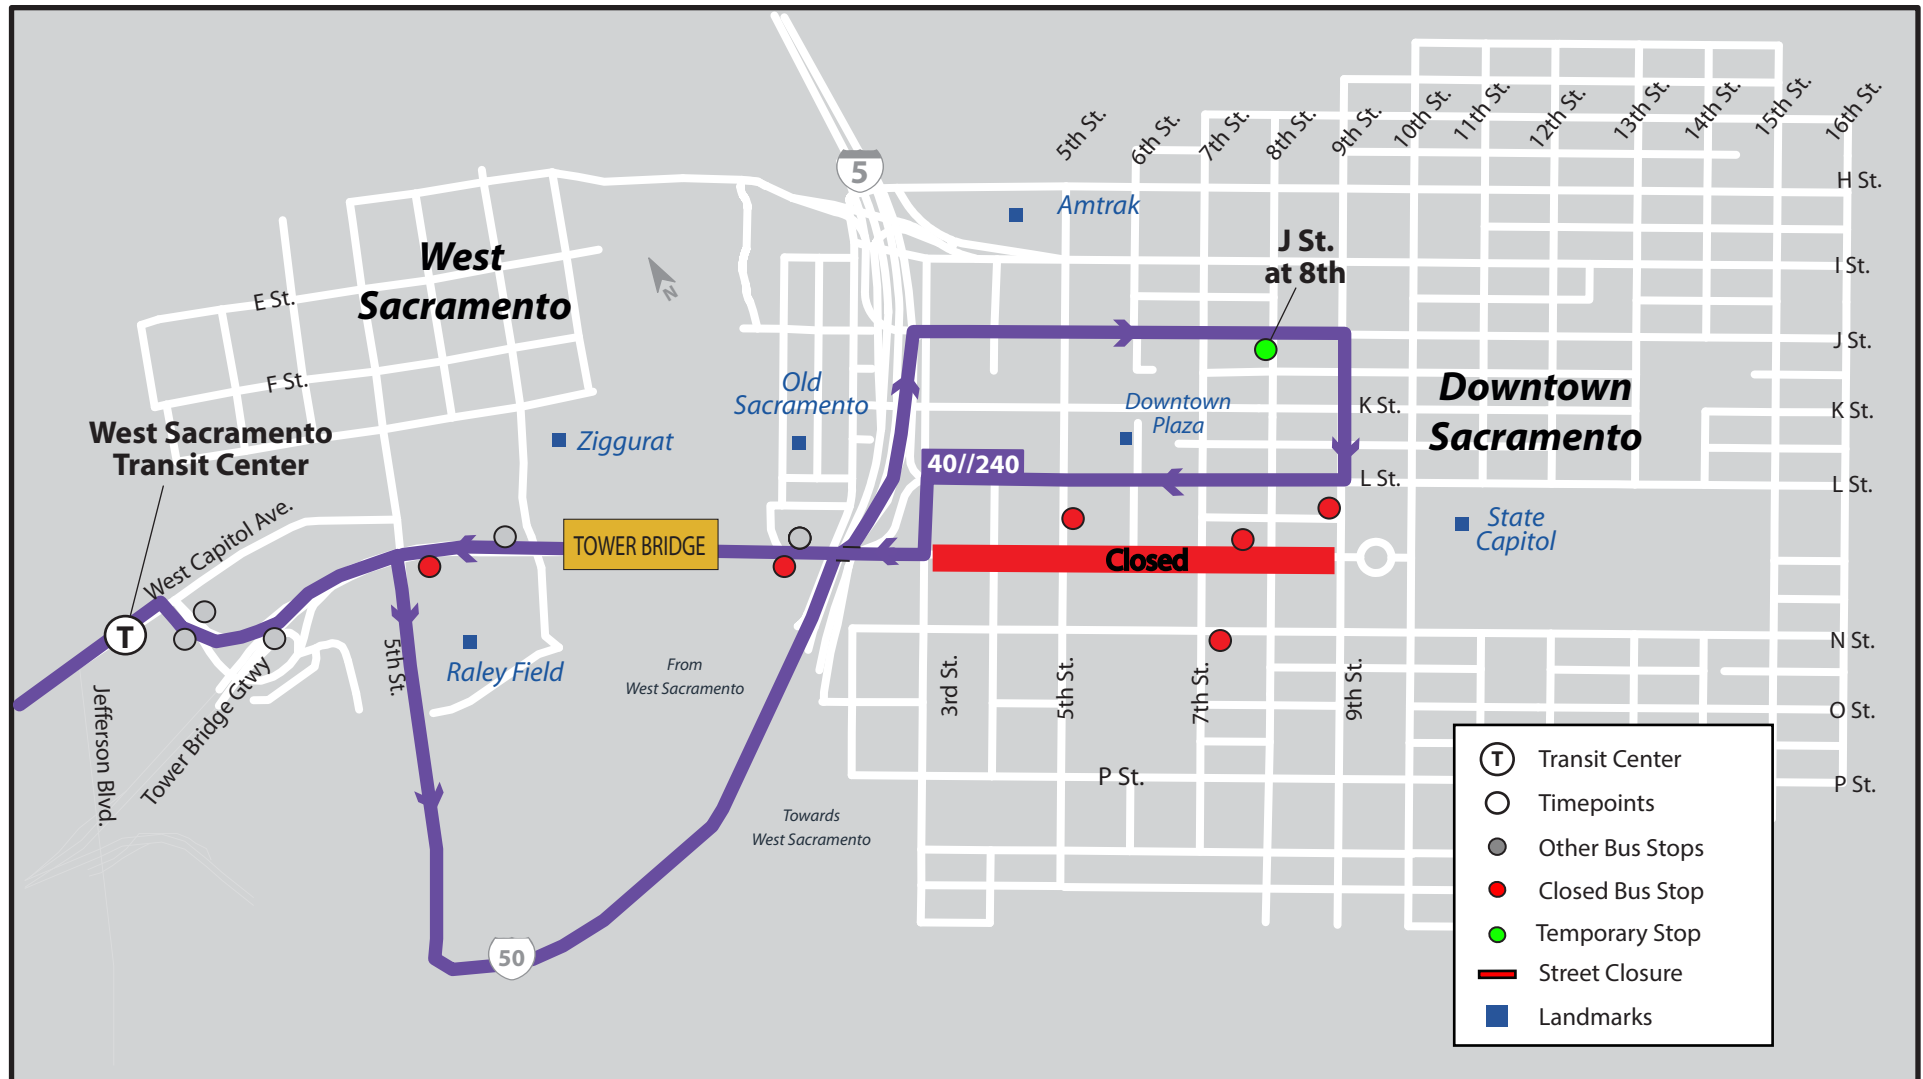 5th St.
6th St.
7th St.
8th St.
9th St.
10th St.
11th St.
12th St.
13th St.
14th St.
15th St.
16th St.
5
H St.
Amtrak
J St.
at 8th
West
Sacramento
N
I St.
E St.
J St.
F St.
Old
Sacramento
Downtown
Plaza
K St.
Downtown
Sacramento
K St.
West Sacramento
Transit Center
Ziggurat
40//240
L St.
L St.
West Capitol Ave.
TOWER BRIDGE
Closed
State
Capitol
T
5th St.
Raley Field
From
West Sacramento
3rd St.
5th St.
7th St.
9th St.
N St.
Jefferson Blvd.
Tower Bridge Gtwy
O St.
P St.
P St.
Towards
West Sacramento
50
T Transit Center
Timepoints
Other Bus Stops
Closed Bus Stop
Temporary Stop
Street Closure
Landmarks